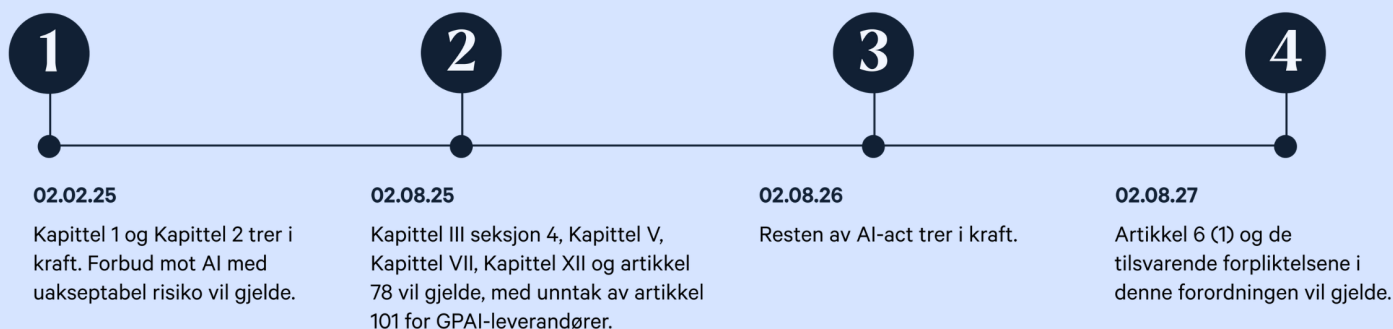 1
2
3
4
02.02.25
Kapittel 1 og Kapittel 2 trer i
kraft. Forbud mot AI med
uakseptabel risiko vil gjelde.
02.08.25
Kapittel III seksjon 4, Kapittel V,
Kapittel VII, Kapittel XII og artikkel
78 vil gjelde, med unntak av artikkel
101 for GPAI-leverandører.
02.08.26
Resten av AI-act trer i kraft.
02.08.27
Artikkel 6 (1) og de
tilsvarende forpliktelsene i
denne forordningen vil gjelde.